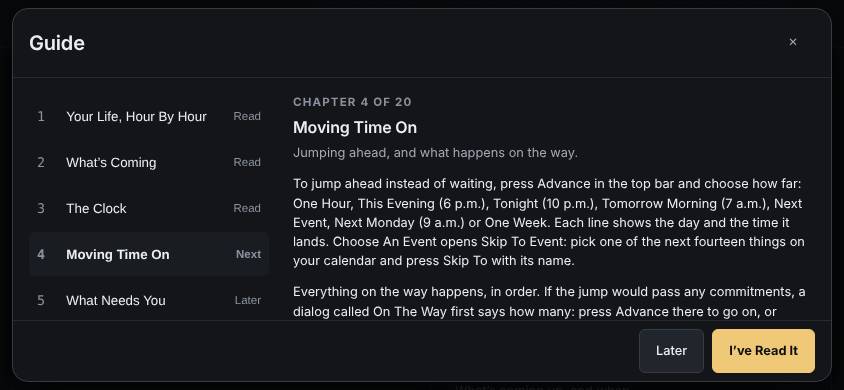 Guide
×
1 Your Life, Hour By Hour Read
2 What's Coming Read
3 The Clock Read
4 Moving Time On Next
5 What Needs You Later
CHAPTER 4 OF 20
Moving Time On
Jumping ahead, and what happens on the way.
To jump ahead instead of waiting, press Advance in the top bar and choose how far:
One Hour, This Evening (6 p.m.), Tonight (10 p.m.), Tomorrow Morning (7 a.m.), Next
Event, Next Monday (9 a.m.) or One Week. Each line shows the day and the time it
lands. Choose An Event opens Skip To Event: pick one of the next fourteen things on
your calendar and press Skip To with its name.
Everything on the way happens, in order. If the jump would pass any commitments, a
dialog called On The Way first says how many: press Advance there to go on, or
Later
I've Read It